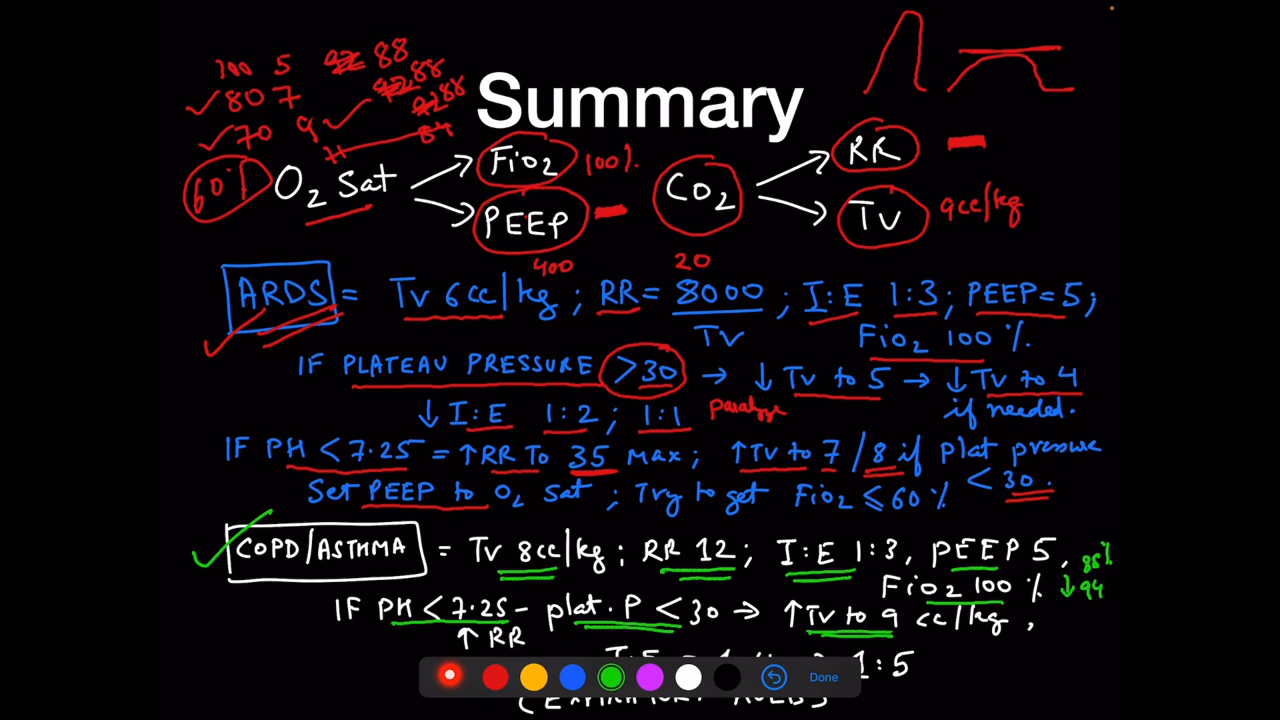 100 5 88
80 7 88
70 9 88
11 84
Summary
60%
O2 Sat
FiO2 100%
PEEP
CO2
RR
TV 9cc/kg
400 20
ARDS = Tv 6cc/kg ; RR = 8000 / TV ; I:E 1:3 ; PEEP = 5 ;
FiO2 100 %
IF PLATEAU PRESSURE >30 → ↓ Tv to 5 → ↓ Tv to 4
↓ I:E 1:2 ; 1:1 paralyze if needed.
IF PH < 7.25 = ↑ RR To 35 Max ; ↑ Tv to 7 / 8 if plat pressure
< 30.
Set PEEP to O2 Sat ; Try to get FiO2 ≤ 60 %
COPD/ASTHMA = Tv 8cc/kg ; RR 12 ; I:E 1:3, PEEP 5,
88%
FiO2 100 % ↓ 94
IF PH < 7.25 - plat. P < 30 → ↑ Tv to 9 cc/kg,
↑ RR
1:5
Done